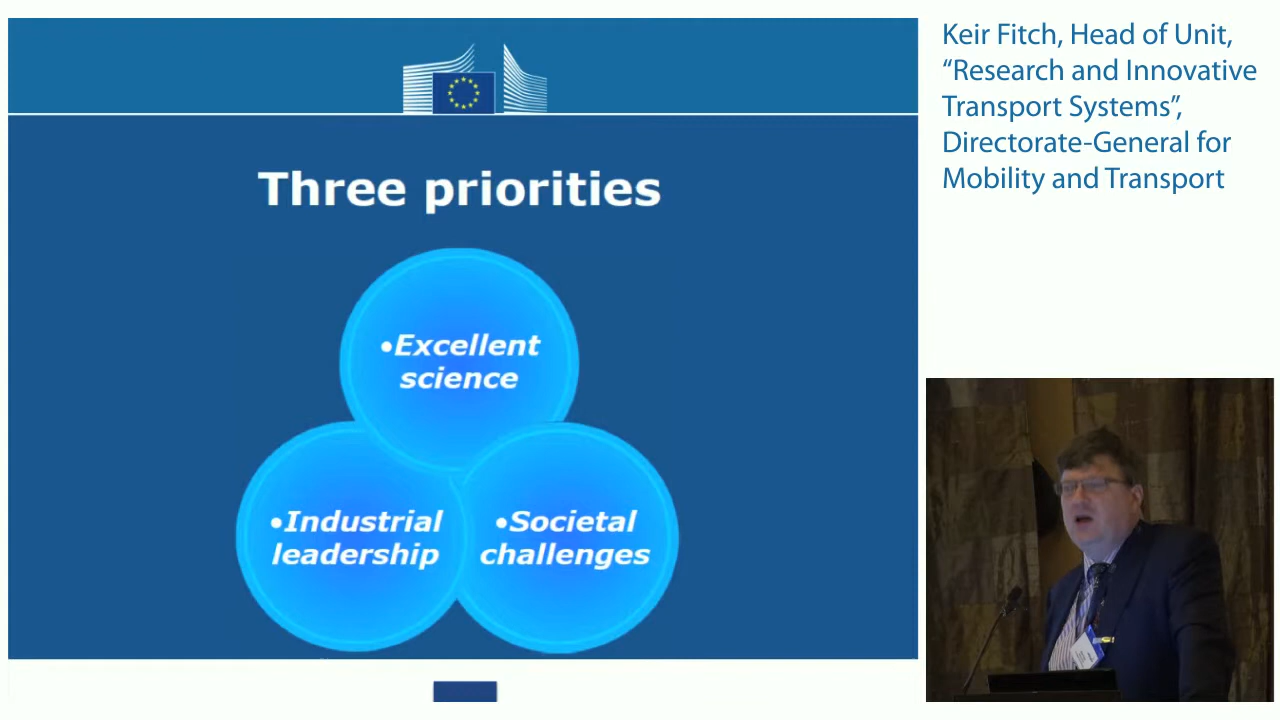 Keir Fitch, Head of Unit,
“Research and Innovative
Transport Systems”,
Directorate-General for
Mobility and Transport
Three priorities
•Excellent
science
•Industrial
leadership
•Societal
challenges